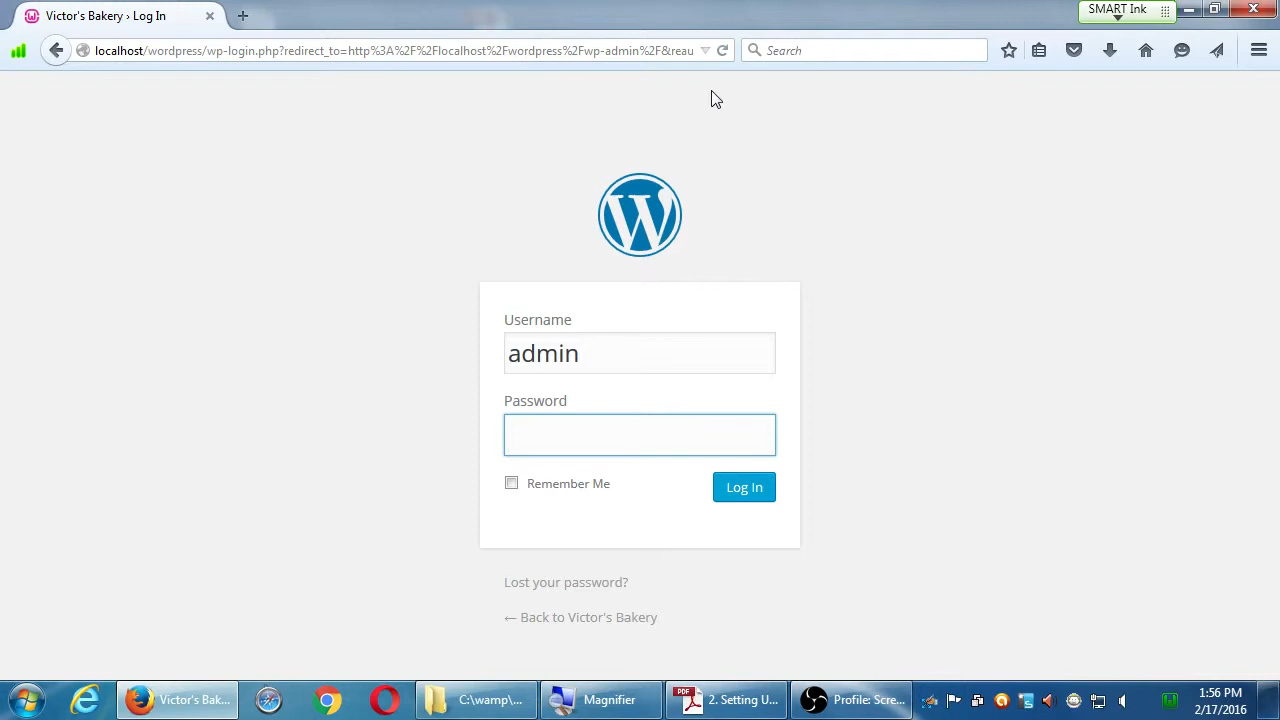 Victor's Bakery › Log In
SMART Ink
localhost/wordpress/wp-login.php?redirect_to=http%3A%2F%2Flocalhost%2Fwordpress%2Fwp-admin%2F&reau
Search
Username
admin
Password
Remember Me
Log In
Lost your password?
← Back to Victor's Bakery
Victor's Bak...
C:\wamp\...
Magnifier
PDF
2. Setting U...
Profile: Scre...
1:56 PM
2/17/2016